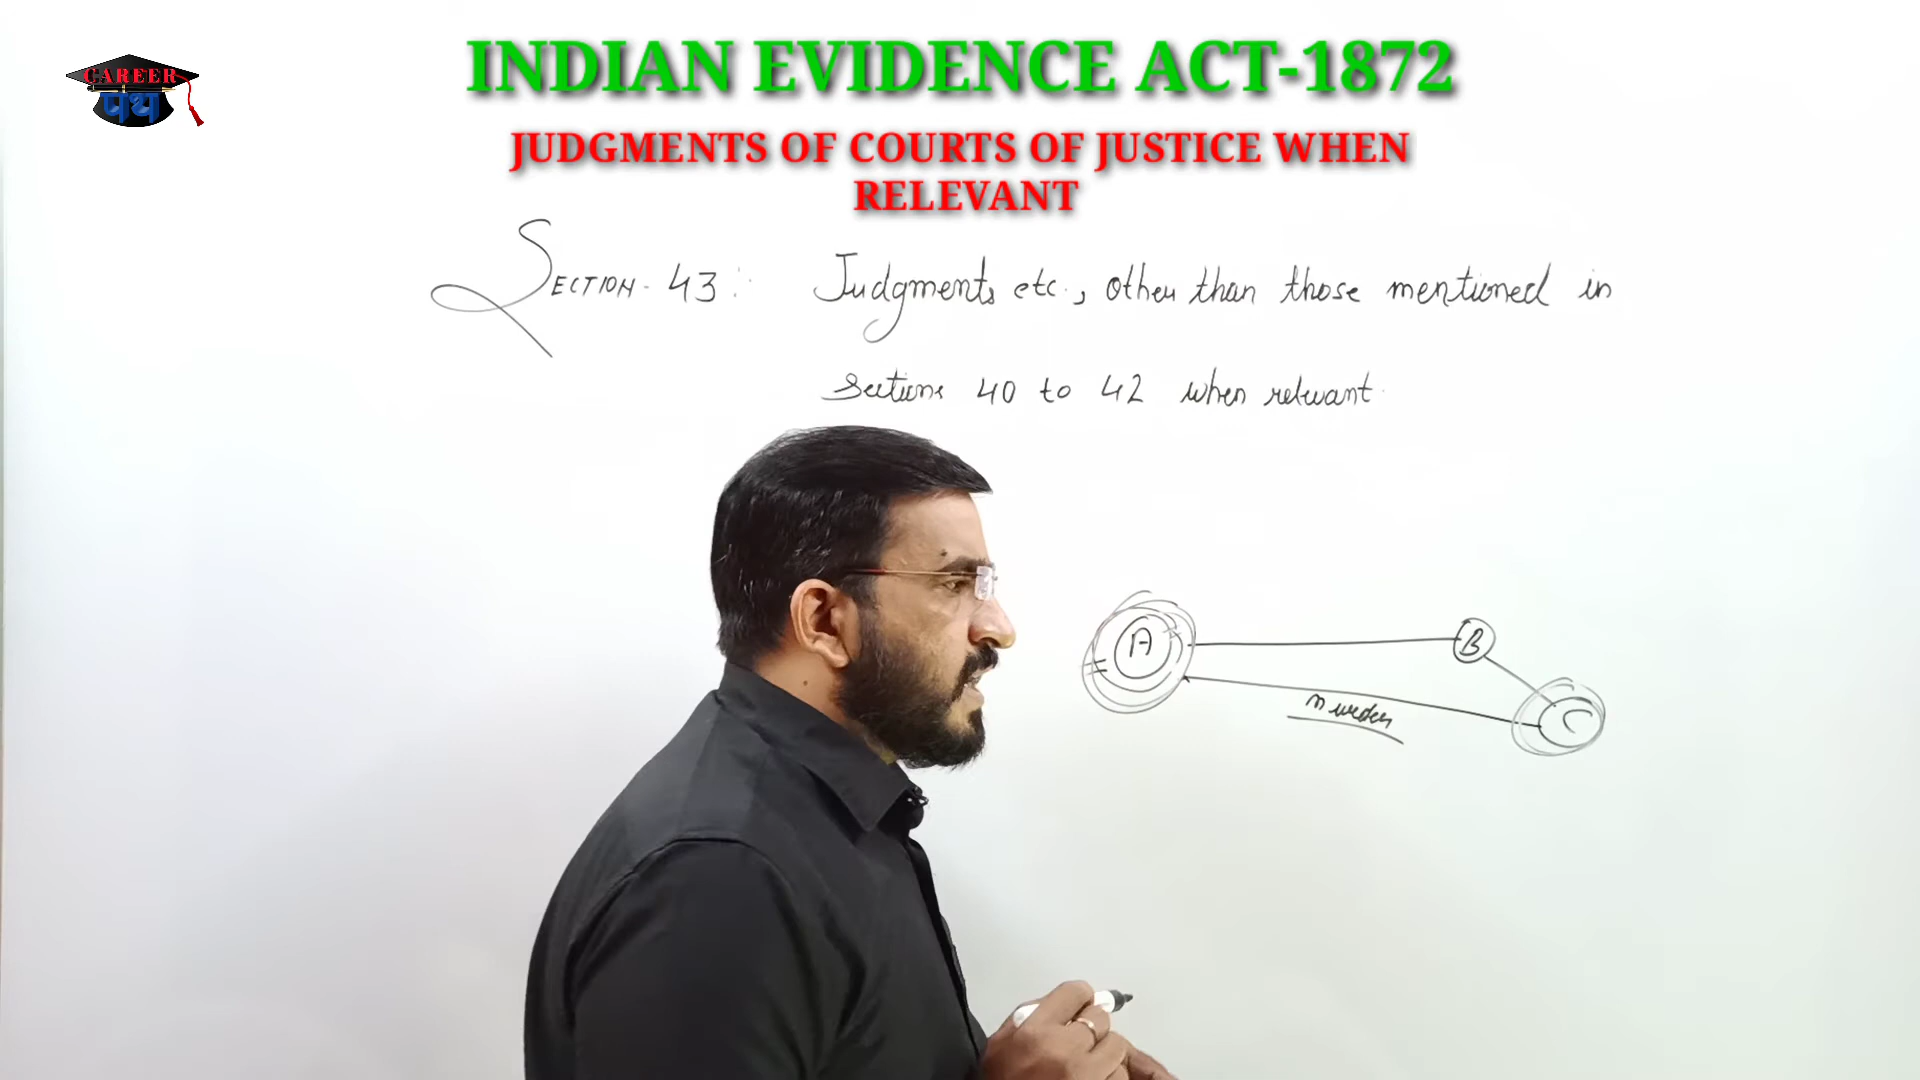 CAREER
पथ
INDIAN EVIDENCE ACT-1872
JUDGMENTS OF COURTS OF JUSTICE WHEN
RELEVANT
SECTION - 43 : Judgments etc., other than those mentioned in
Sections 40 to 42 when relevant.
A
B
murder
C